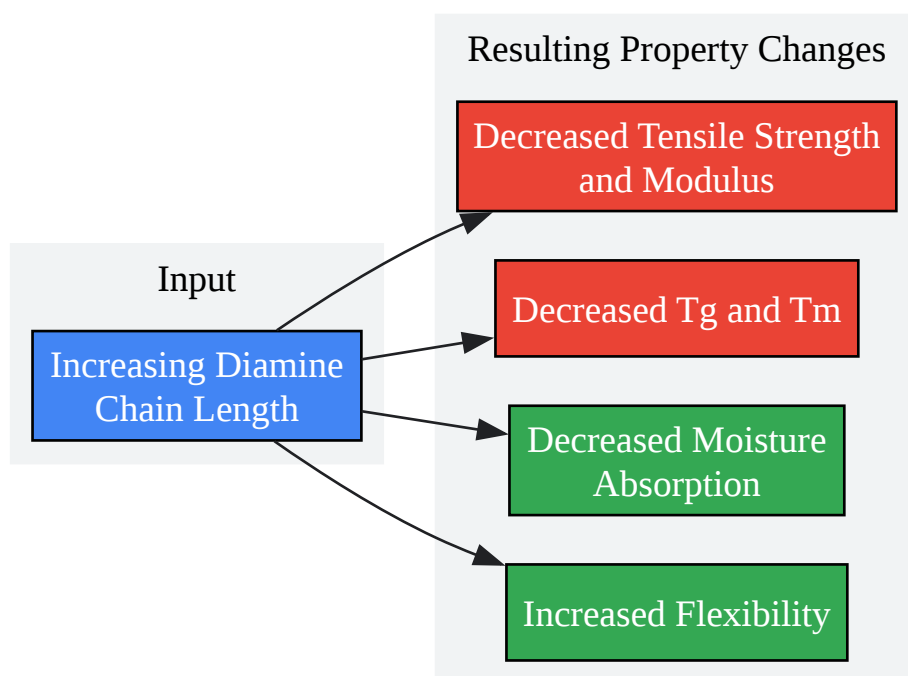 Resulting Property Changes
Decreased Tensile Strength
and Modulus
Input
Decreased Tg and Tm
Increasing Diamine
Chain Length
Decreased Moisture
Absorption
Increased Flexibility